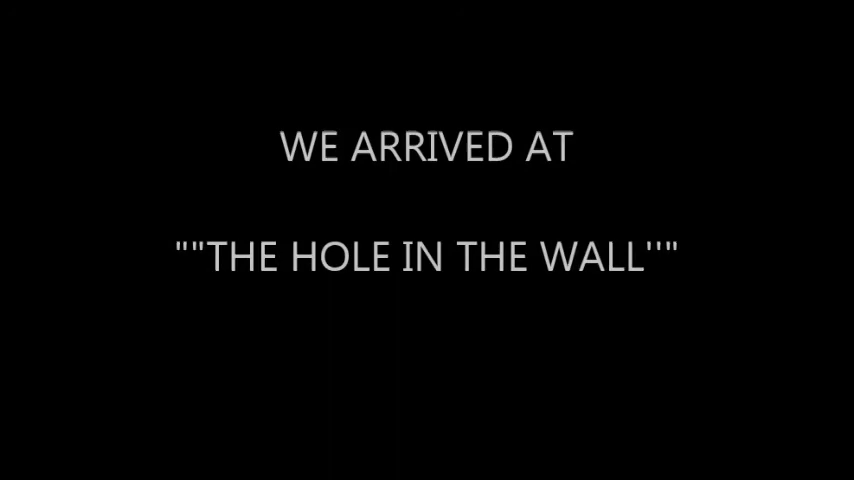 WE ARRIVED AT
""THE HOLE IN THE WALL''"